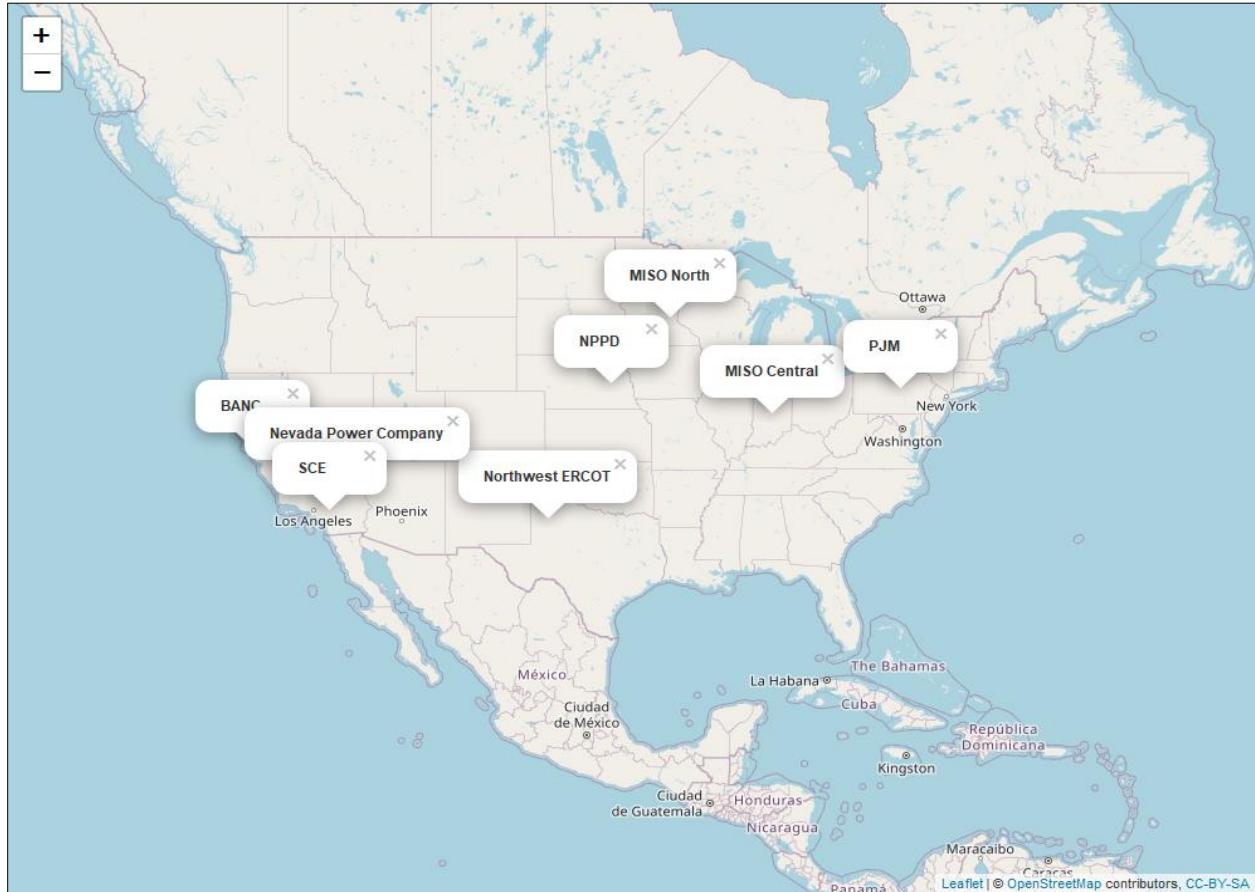 +
−
MISO North ×
Ottawa
NPPD ×
PJM ×
MISO Central ×
BANC ×
New York
Nevada Power Company ×
Washington
SCE ×
Northwest ERCOT ×
Los Angeles
Phoenix
The Bahamas
México
La Habana
Cuba
Ciudad
de México
República
Dominicana
Kingston
Ciudad
de Guatemala
Honduras
Nicaragua
Maracaibo
Caracas
Panamá
Leaflet | © OpenStreetMap contributors, CC-BY-SA